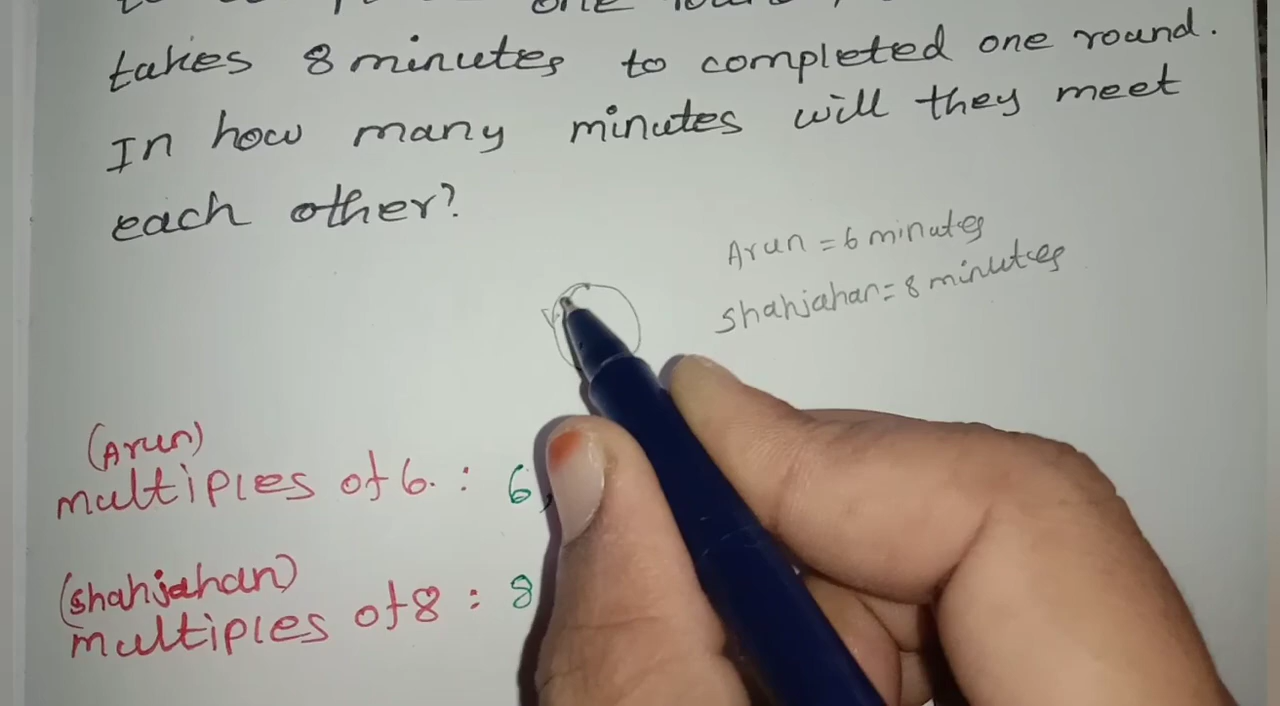 one
takes 8 minutes to completed one round.
In how many minutes will they meet
each other?
Arun = 6 minutes
Shahjahan = 8 minutes
(Arun)
multiples of 6. : 6,
(shahjahan)
multiples of 8 : 8